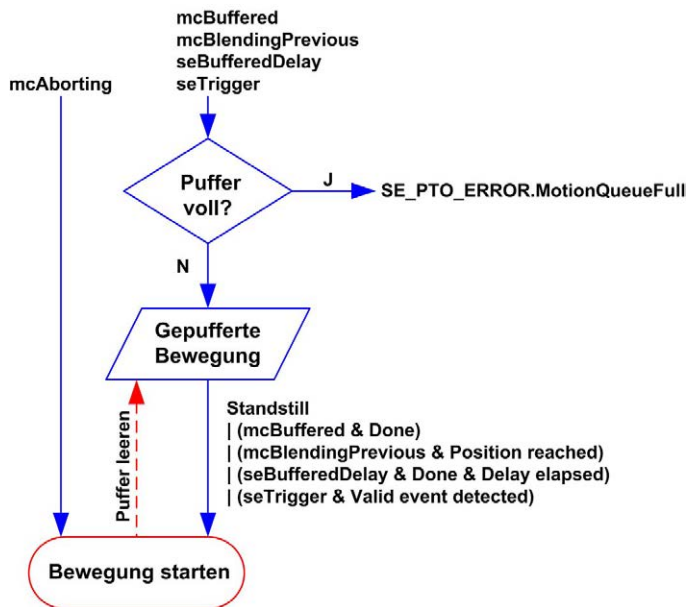 mcBuffered
mcBlendingPrevious
seBufferedDelay
seTrigger
mcAborting
Puffer
voll?
J
SE_PTO_ERROR.MotionQueueFull
N
Gepufferte
Bewegung
Puffer leeren
Standstill
| (mcBuffered & Done)
| (mcBlendingPrevious & Position reached)
| (seBufferedDelay & Done & Delay elapsed)
| (seTrigger & Valid event detected)
Bewegung starten